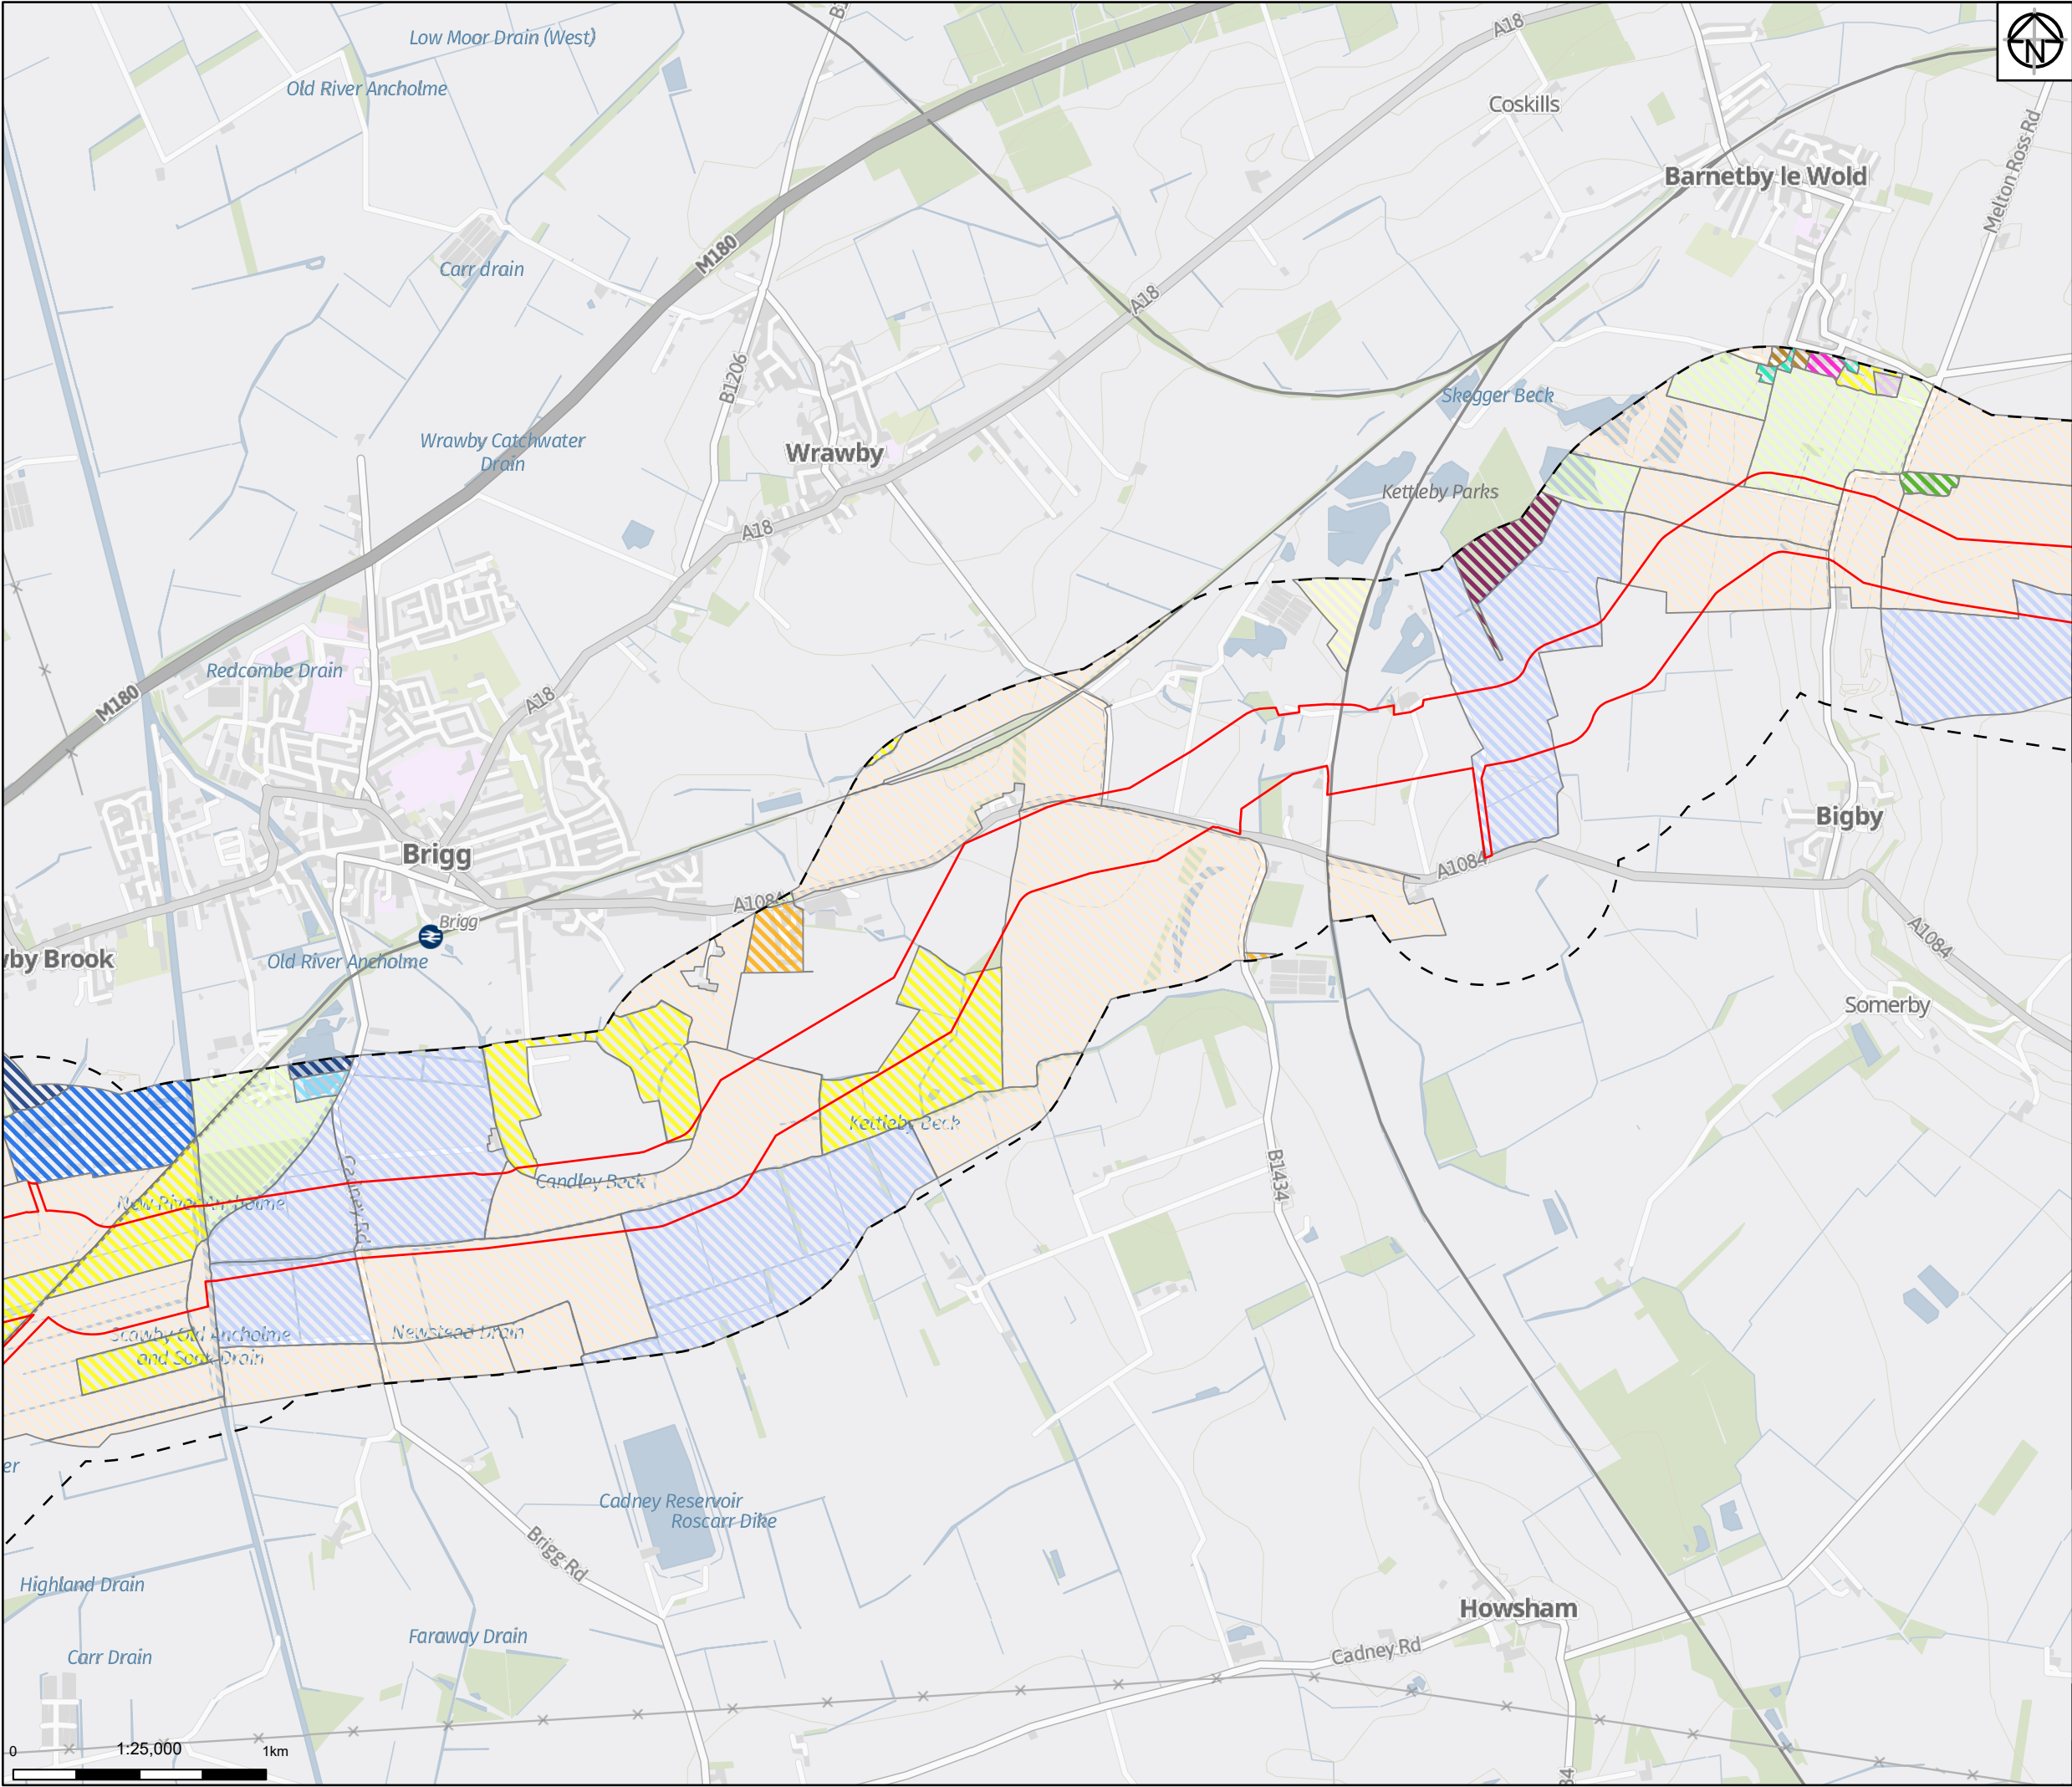 Low Moor Drain (West)
Old River Ancholme
A18
N
Coskills
Barnetby le Wold
Melton Ross Rd
Carr drain
M180
A18
B1206
Skegger Beck
Wrawby Catchwater
Drain
Wrawby
Kettleby Parks
A18
Redcombe Drain
A18
M180
Brigg
Bigby
A1084
A1084
Brigg
A1084
wby Brook
Old River Ancholme
Somerby
Kettleby Beck
Candley Beck
Cadney Rd
B1434
New River Ancholme
Scawby Old Ancholme
and Soak Drain
Newstead Drain
er
Cadney Reservoir
Roscarr Dike
Brigg Rd
Highland Drain
Howsham
Faraway Drain
Cadney Rd
Carr Drain
0
1:25,000
1km